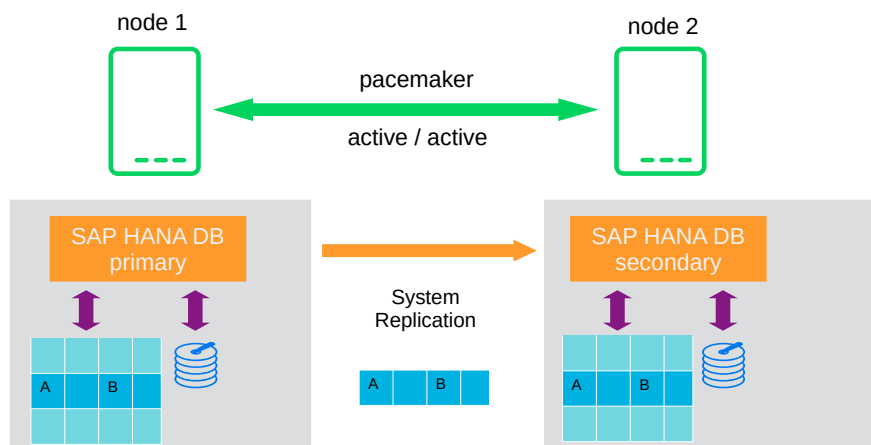 node 1
node 2
pacemaker
active / active
SAP HANA DB
primary
SAP HANA DB
secondary
System
Replication
A B
A B
A B